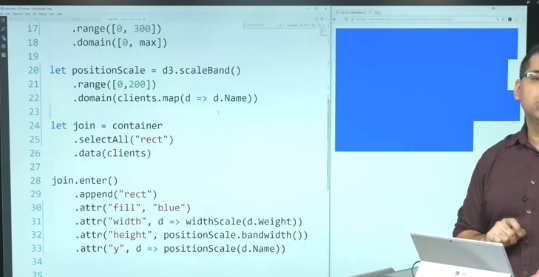 17 .range([0, 300])
18 .domain([0, max])
19
20 let positionScale = d3.scaleBand()
21 .range([0,200])
22 .domain(clients.map(d => d.Name))
23
24 let join = container
25 .selectAll("rect")
26 .data(clients)
27
28 join.enter()
29 .append("rect")
30 .attr("fill", "blue")
31 .attr("width", d => widthScale(d.Weight))
32 .attr("height", positionScale.bandwidth())
33 .attr("y", d => positionScale(d.Name))
34
35